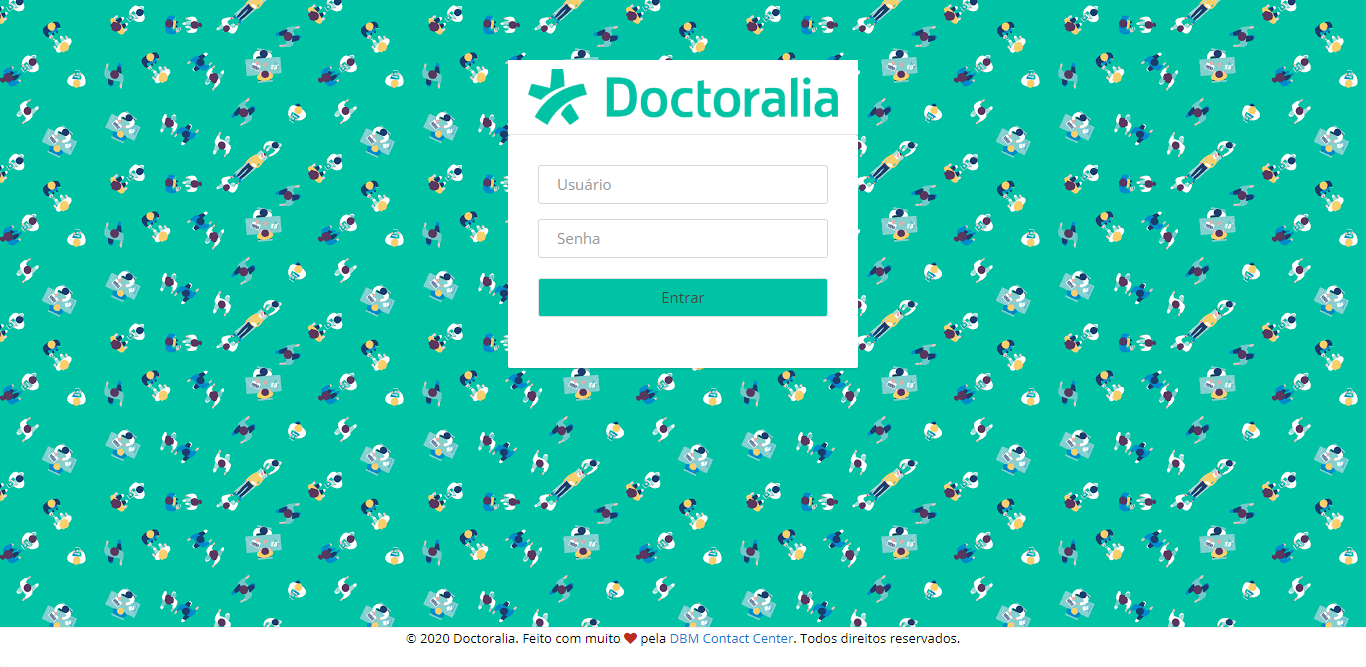 Doctoralia
Usuário
Senha
Entrar
© 2020 Doctoralia. Feito com muito ❤ pela DBM Contact Center. Todos direitos reservados.